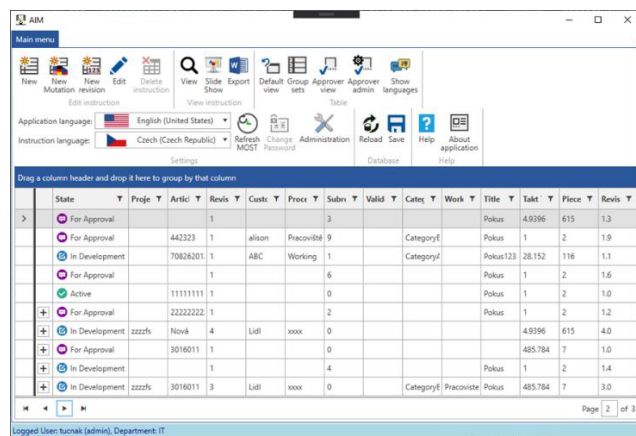 AIM
Main menu
New New Mutation New revision Edit Delete instruction View Slide Show Export Default view Group sets Approver view Approver admin Show languages
Edit instruction View instruction Table
Application language: English (United States)
Instruction language: Czech (Czech Republic) Refresh MOST Change Password Administration Reload Save Help About application
Settings Database Help
Drag a column header and drop it here to group by that column
State Proje Artic Revis Custo Proce Subre Valid Categ Work Title Takt Piece Revis
For Approval 1 3 Pokus 4.9396 615 1.3
For Approval 442323 1 alison Pracoviště 9 CategoryE Pokus 1 2 1.9
In Development 70826201. 1 ABC Working 1 CategoryA Pokus123 28.152 116 1.1
For Approval 1 6 Pokus 1 2 1.6
Active 11111111 1 0 Pokus 1 2 1.0
For Approval 22222222. 1 2 Pokus 1 2 1.2
In Development zzzzfs Nová 4 Lidl xxxx 0 4.9396 615 4.0
For Approval 3016011 1 0 485.784 7 1.0
In Development 1 4 Pokus 1 2 1.4
In Development zzzzfs 3016011 3 Lidl xxxx 0 CategoryE Pracoviste Pokus 485.784 7 3.0
Page 2 of 3
Logged User: tucnak (admin), Department: IT